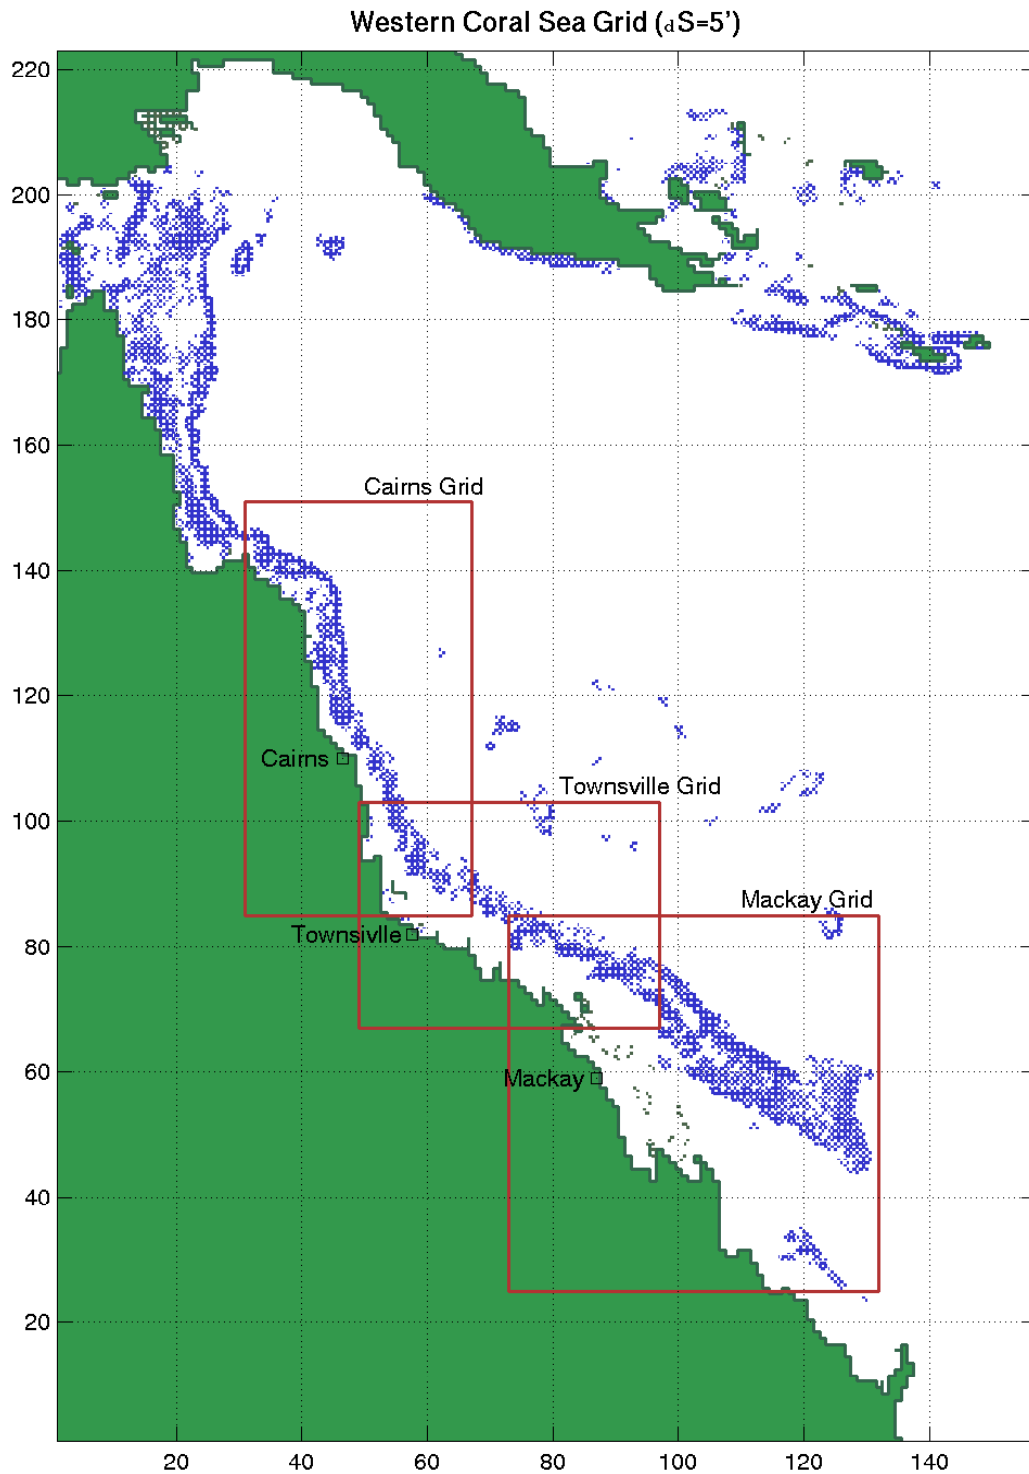 Western Coral Sea Grid (dS=5')
220
200
180
160
Cairns Grid
140
120
Cairns
Townsville Grid
100
Mackay Grid
Townsivlle
80
Mackay
60
40
20
20 40 60 80 100 120 140